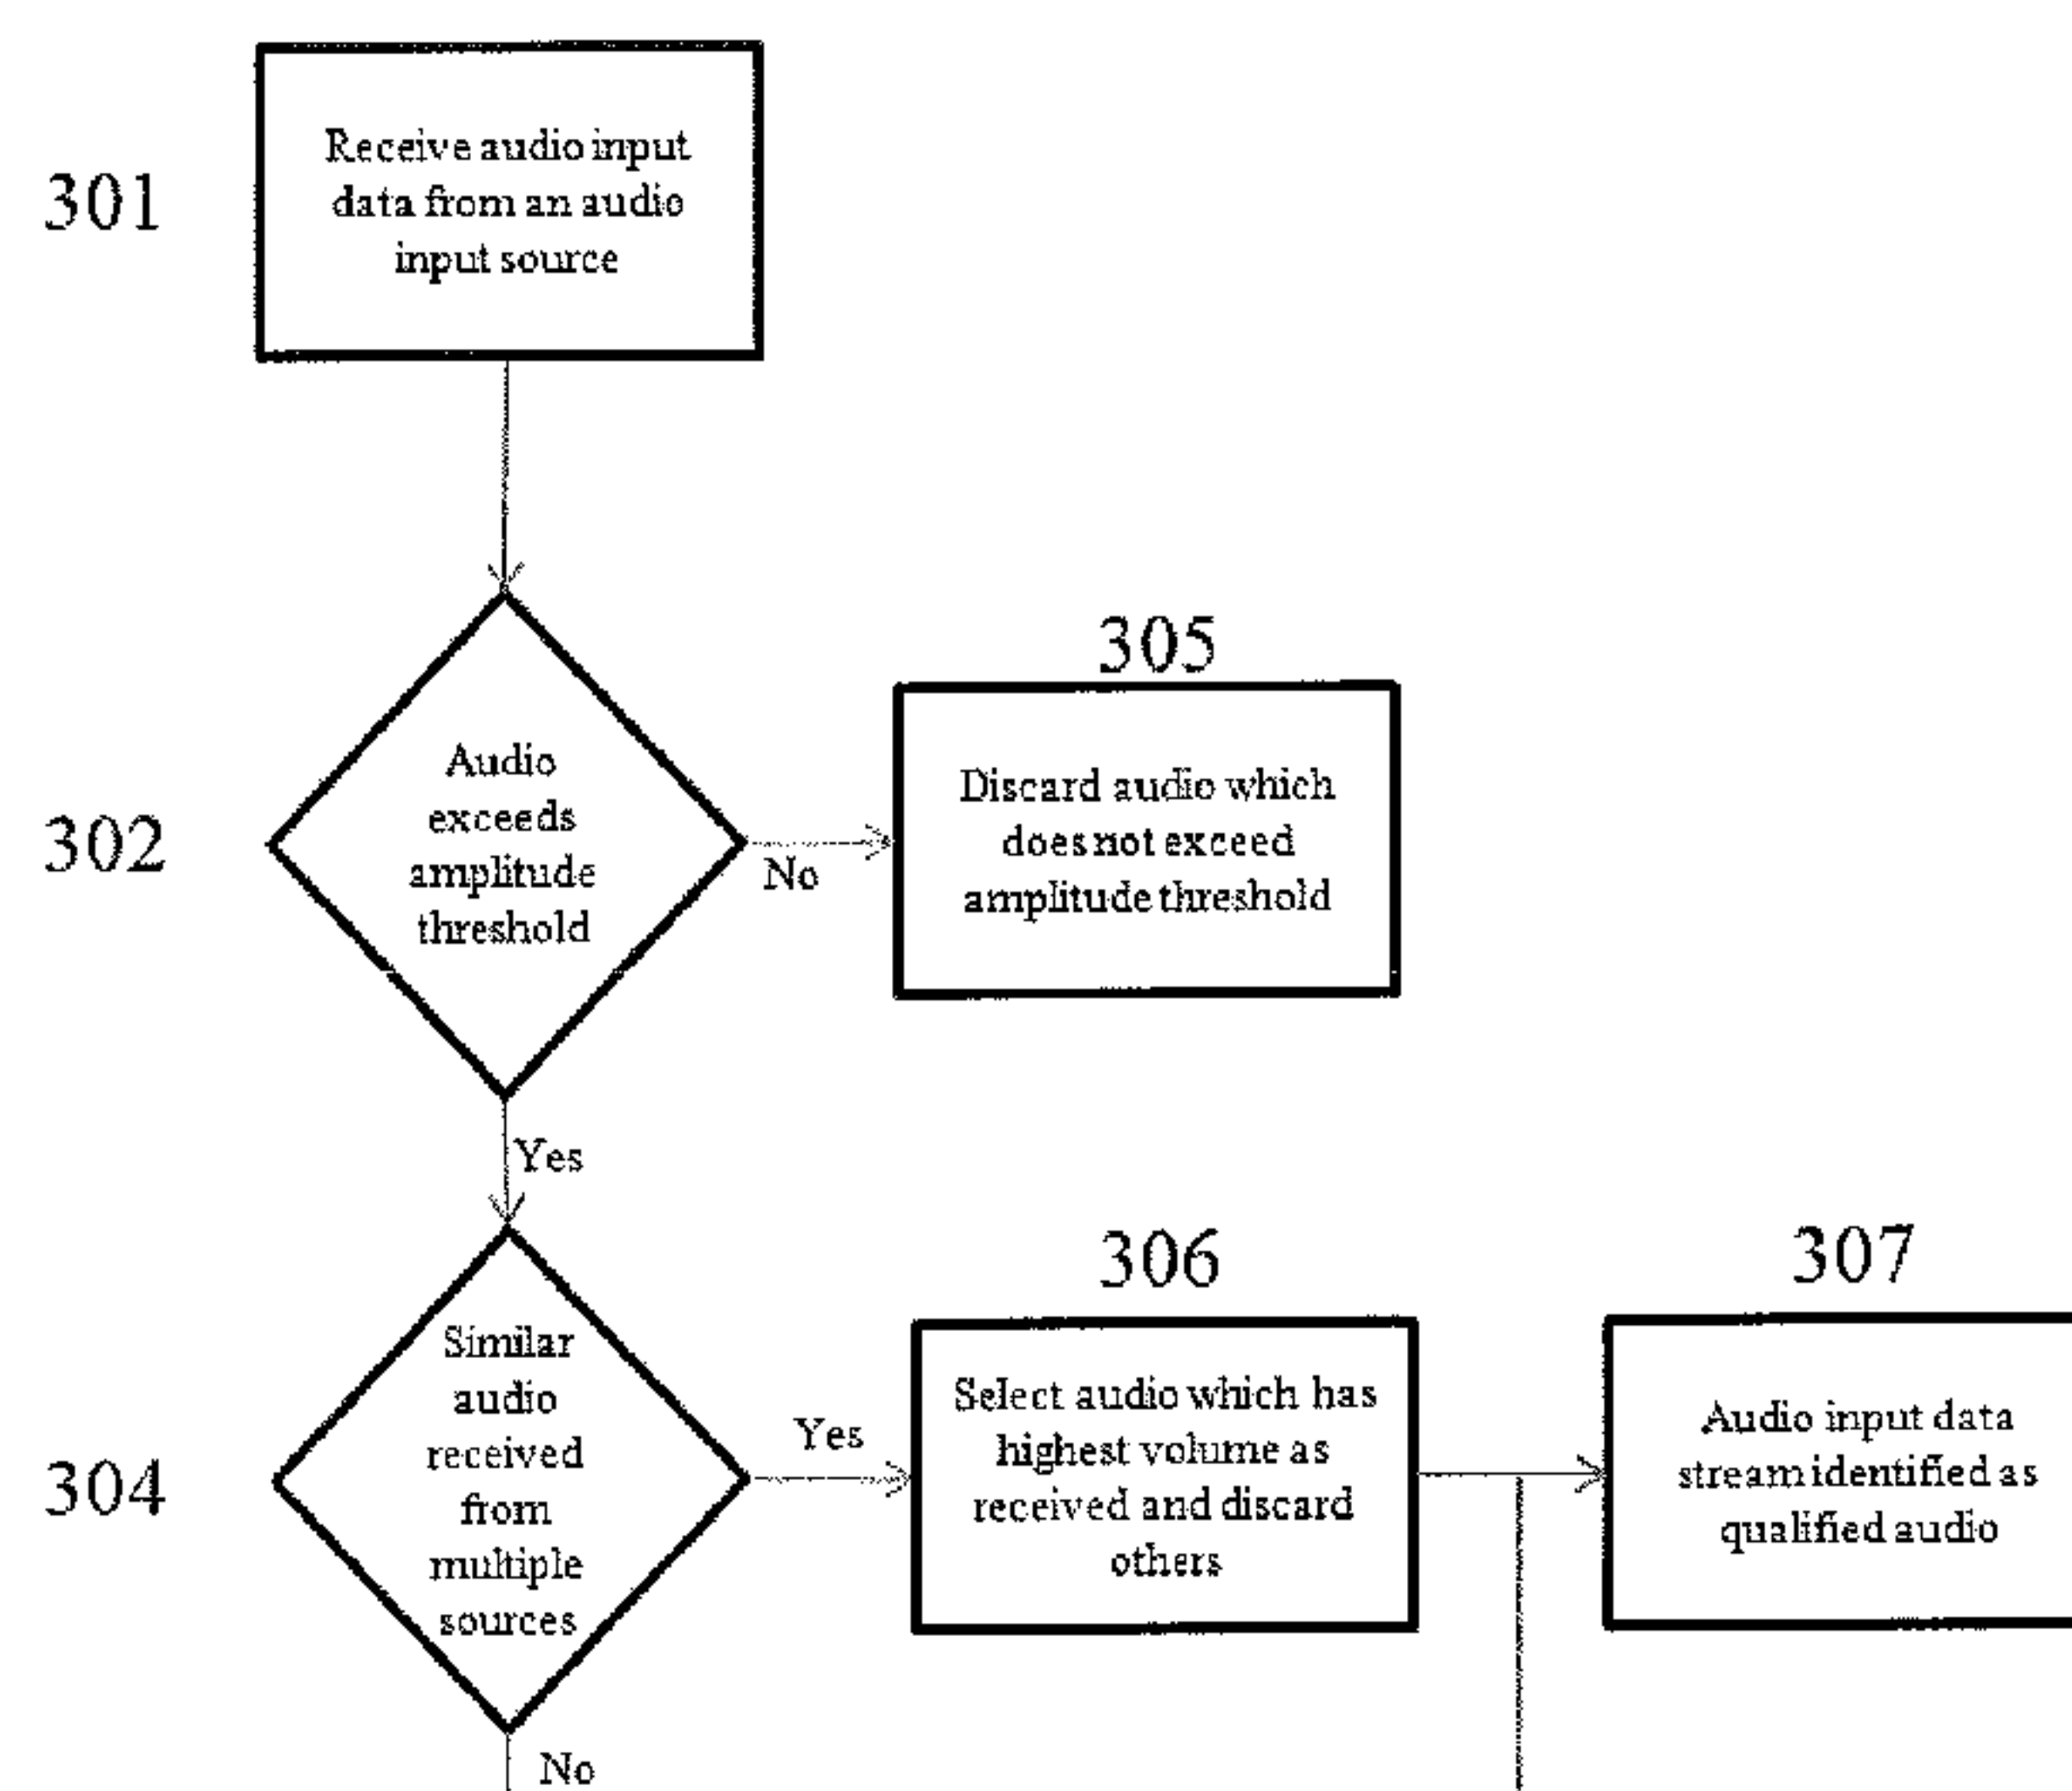 301
Receive audio input
data from an audio
input source
302
Audio
exceeds
amplitude
threshold
No
305
Discard audio which
does not exceed
amplitude threshold
Yes
304
Similar
audio
received
from
multiple
sources
Yes
306
Select audio which has
highest volume as
received and discard
others
307
Audio input data
stream identified as
qualified audio
No